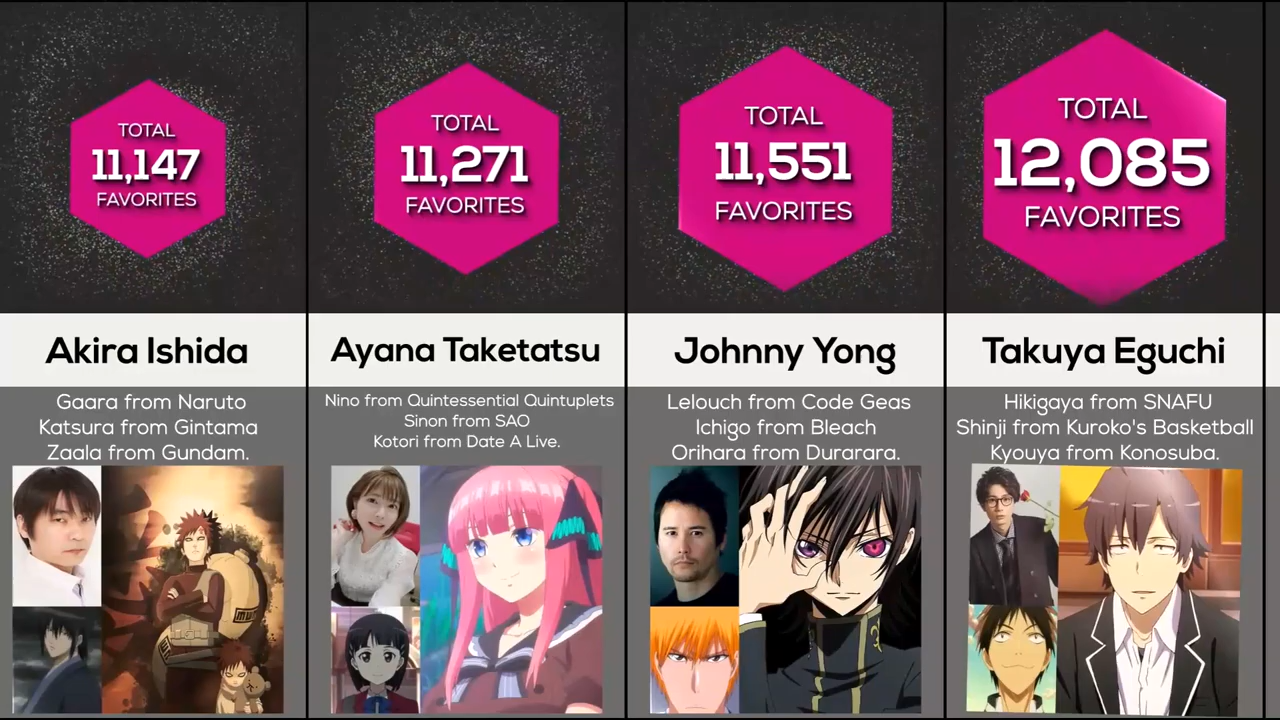 TOTAL
11,147
FAVORITES
Akira Ishida
Gaara from Naruto
Katsura from Gintama
Zaala from Gundam.
TOTAL
11,271
FAVORITES
Ayana Taketatsu
Nino from Quintessential Quintuplets
Sinon from SAO
Kotori from Date A Live.
TOTAL
11,551
FAVORITES
Johnny Yong
Lelouch from Code Geas
Ichigo from Bleach
Orihara from Durarara.
TOTAL
12,085
FAVORITES
Takuya Eguchi
Hikigaya from SNAFU
Shinji from Kuroko's Basketball
Kyouya from Konosuba.